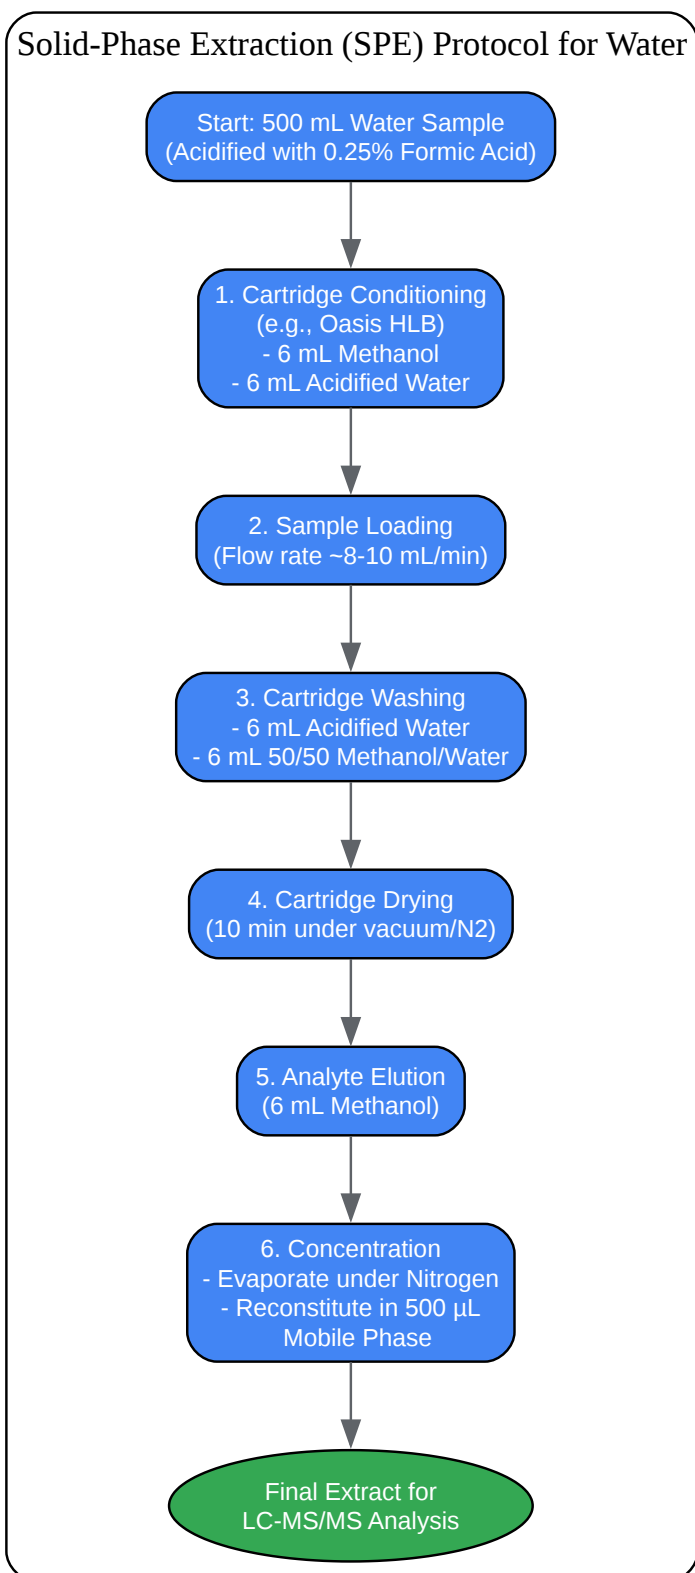 Solid-Phase Extraction (SPE) Protocol for Water
Start: 500 mL Water Sample
(Acidified with 0.25% Formic Acid)
1. Cartridge Conditioning
(e.g., Oasis HLB)
- 6 mL Methanol
- 6 mL Acidified Water
2. Sample Loading
(Flow rate ~8-10 mL/min)
3. Cartridge Washing
- 6 mL Acidified Water
- 6 mL 50/50 Methanol/Water
4. Cartridge Drying
(10 min under vacuum/N2)
5. Analyte Elution
(6 mL Methanol)
6. Concentration
- Evaporate under Nitrogen
- Reconstitute in 500 µL
Mobile Phase
Final Extract for
LC-MS/MS Analysis